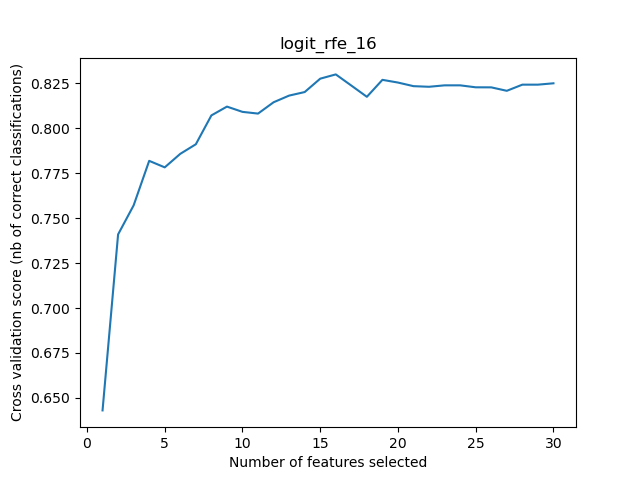 logit_rfe_16
Cross validation score (nb of correct classifications)
0.825
0.800
0.775
0.750
0.725
0.700
0.675
0.650
0 5 10 15 20 25 30
Number of features selected